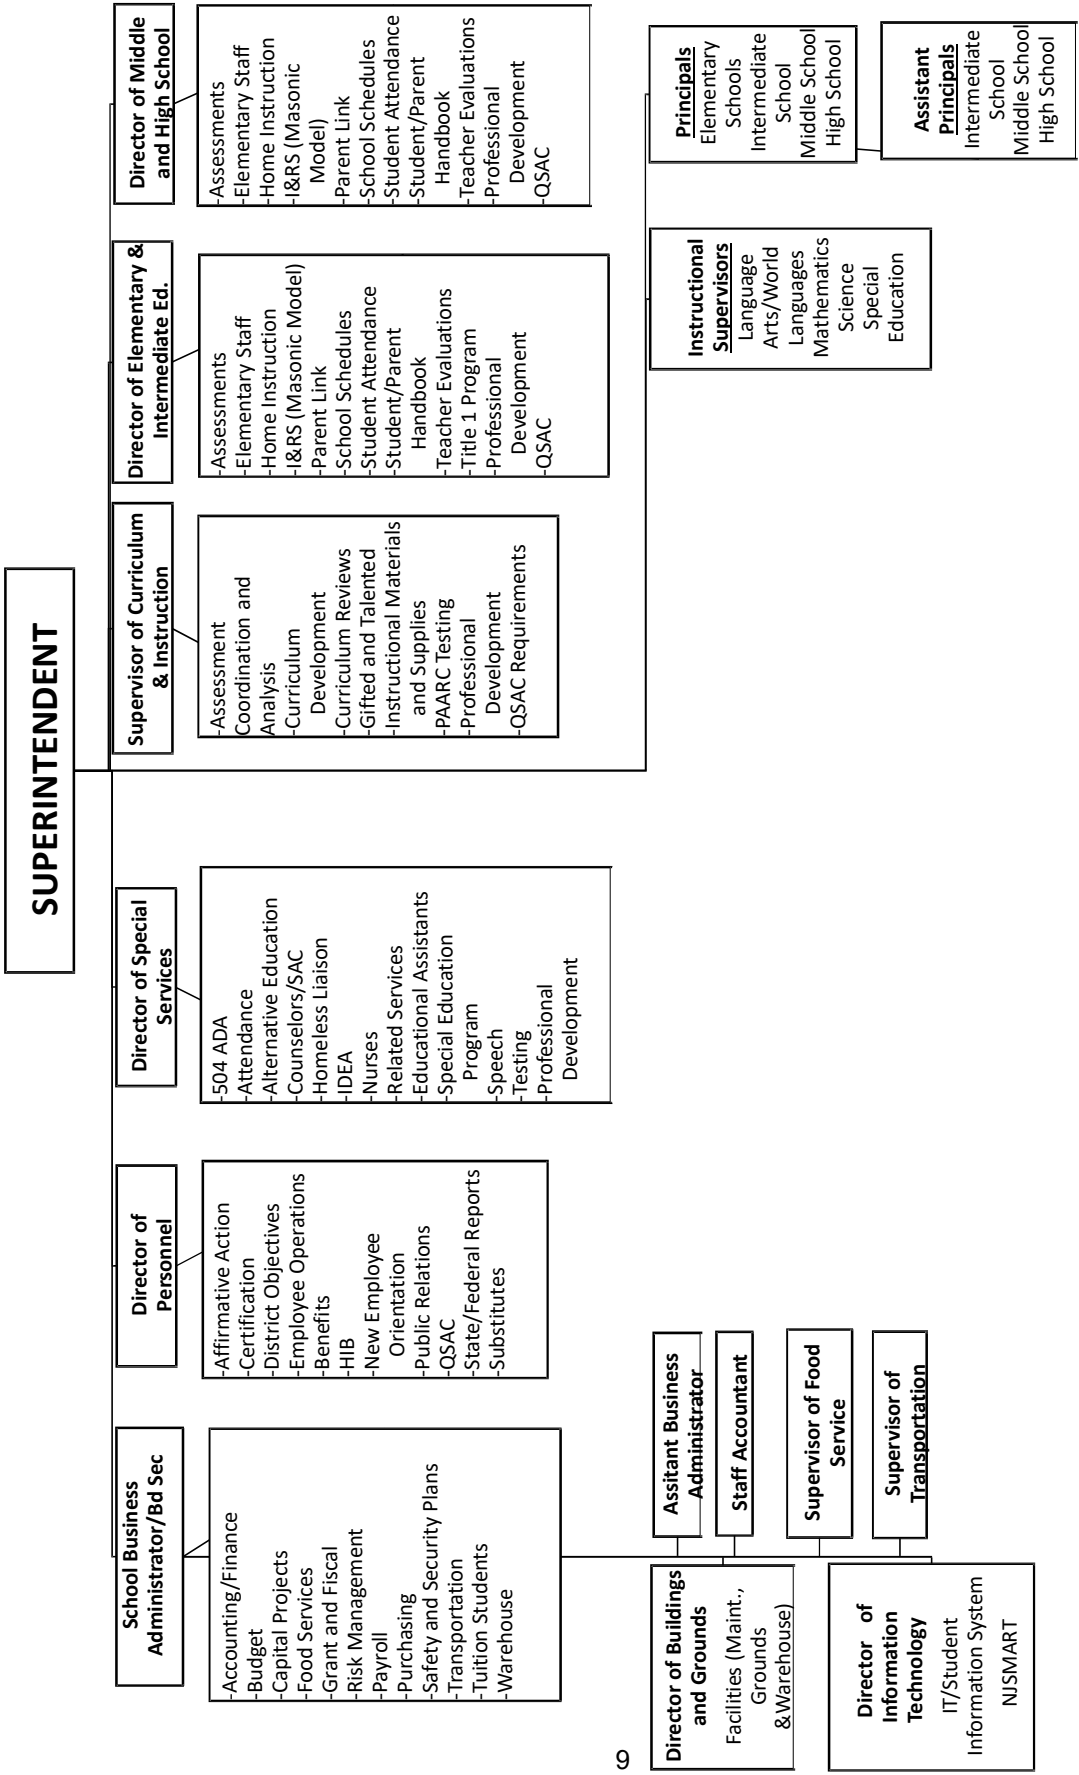 SUPERINTENDENT
School Business
Administrator/Bd Sec
-Accounting/Finance
-Budget
-Capital Projects
-Food Services
-Grant and Fiscal
-Risk Management
-Payroll
-Purchasing
-Safety and Security Plans
-Transportation
-Tuition Students
-Warehouse
Director of
Personnel
-Affirmative Action
-Certification
-District Objectives
-Employee Operations
-Benefits
-HIB
-New Employee
Orientation
-Public Relations
-QSAC
-State/Federal Reports
-Substitutes
Director of Special
Services
-504 ADA
-Attendance
-Alternative Education
-Counselors/SAC
-Homeless Liaison
-IDEA
-Nurses
-Related Services
-Educational Assistants
-Special Education
Program
-Speech
-Testing
-Professional
Development
Supervisor of Curriculum
& Instruction
-Assessment
Coordination and
Analysis
-Curriculum
Development
-Curriculum Reviews
-Gifted and Talented
-Instructional Materials
and Supplies
-PAARC Testing
-Professional
Development
-QSAC Requirements
Director of Elementary &
Intermediate Ed.
-Assessments
-Elementary Staff
-Home Instruction
-I&RS (Masonic Model)
-Parent Link
-School Schedules
-Student Attendance
-Student/Parent
Handbook
-Teacher Evaluations
-Title 1 Program
-Professional
Development
-QSAC
Director of Middle
and High School
-Assessments
-Elementary Staff
-Home Instruction
-I&RS (Masonic
Model)
-Parent Link
-School Schedules
-Student Attendance
-Student/Parent
Handbook
-Teacher Evaluations
-Professional
Development
-QSAC
Director of Buildings
and Grounds
Facilities (Maint.,
Grounds
&Warehouse)
Director of
Information
Technology
IT/Student
Information System
NJSMART
Assitant Business
Administrator
Staff Accountant
Supervisor of Food
Service
Supervisor of
Transportation
Instructional
Supervisors
Language
Arts/World
Languages
Mathematics
Science
Special
Education
Principals
Elementary
Schools
Intermediate
School
Middle School
High School
Assistant
Principals
Intermediate
School
Middle School
High School
9